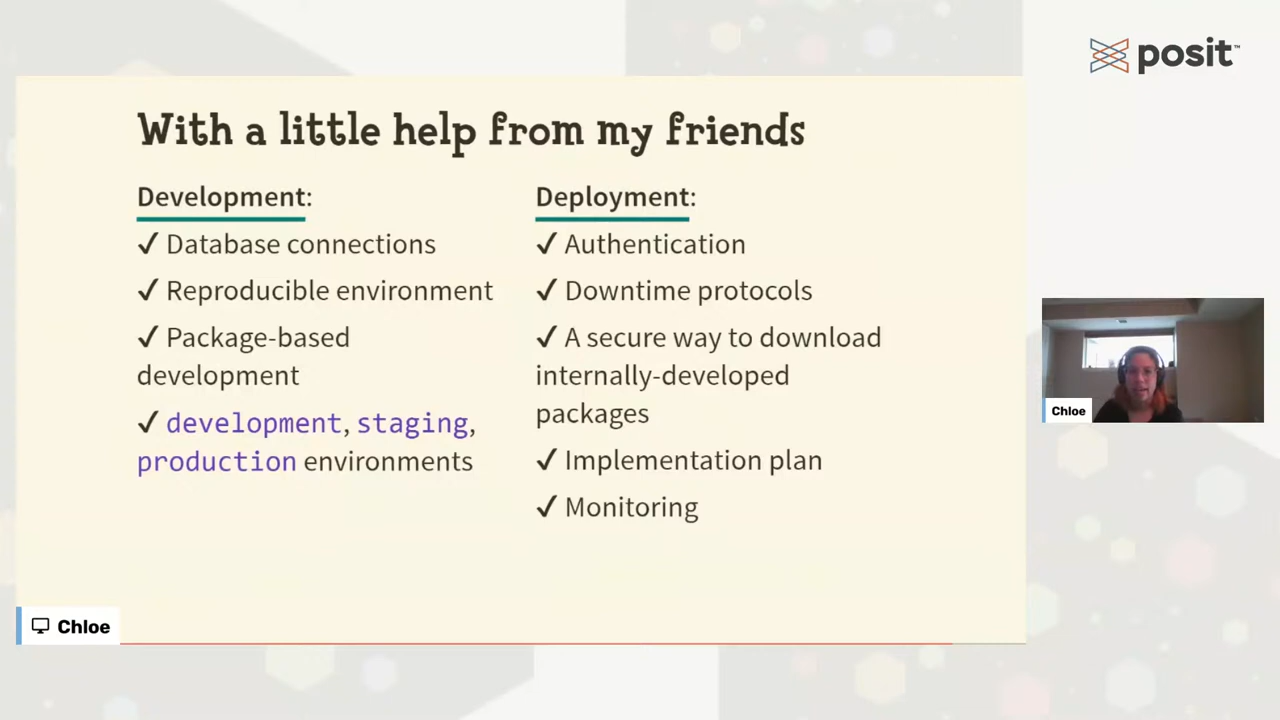 posit™
With a little help from my friends
Development:
✓ Database connections
✓ Reproducible environment
✓ Package-based
development
✓ development, staging,
production environments
Deployment:
✓ Authentication
✓ Downtime protocols
✓ A secure way to download
internally-developed
packages
✓ Implementation plan
✓ Monitoring
Chloe
Chloe